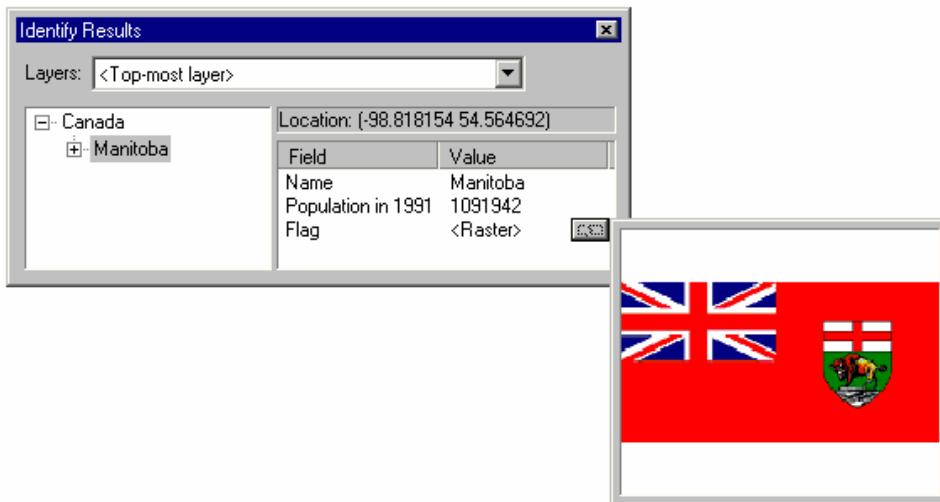 Identify Results
Layers: <Top-most layer>
Canada
Manitoba
Location: (-98.818154 54.564692)
Field Value
Name Manitoba
Population in 1991 1091942
Flag <Raster>